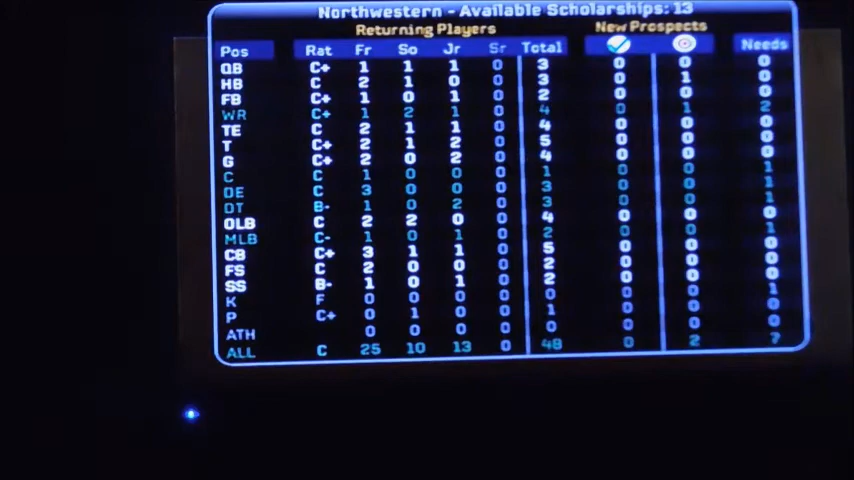 Northwestern - Available Scholarships: 13
Returning Players New Prospects
Pos Rat Fr So Jr Sr Total Needs
QB C+ 1 1 1 0 3 0 0 0
HB C 2 1 0 0 3 0 1 0
FB C+ 1 0 1 0 2 0 0 0
WR C+ 1 2 1 0 4 0 1 2
TE C 2 1 1 0 4 0 0 0
T C+ 2 1 2 0 5 0 0 0
G C+ 2 0 2 0 4 0 0 0
C C 1 0 0 0 1 0 0 1
DE C 3 0 0 0 3 0 0 1
DT B- 1 0 2 0 3 0 0 1
OLB C 2 2 0 0 4 0 0 0
MLB C- 1 0 1 0 2 0 0 1
CB C+ 3 1 1 0 5 0 0 0
FS C 2 0 0 0 2 0 0 0
SS B- 1 0 1 0 2 0 0 0
K F 0 0 0 0 0 0 0 1
P C+ 0 1 0 0 1 0 0 0
ATH 0 0 0 0 0 0 0 0
ALL C 25 10 13 0 48 0 2 7